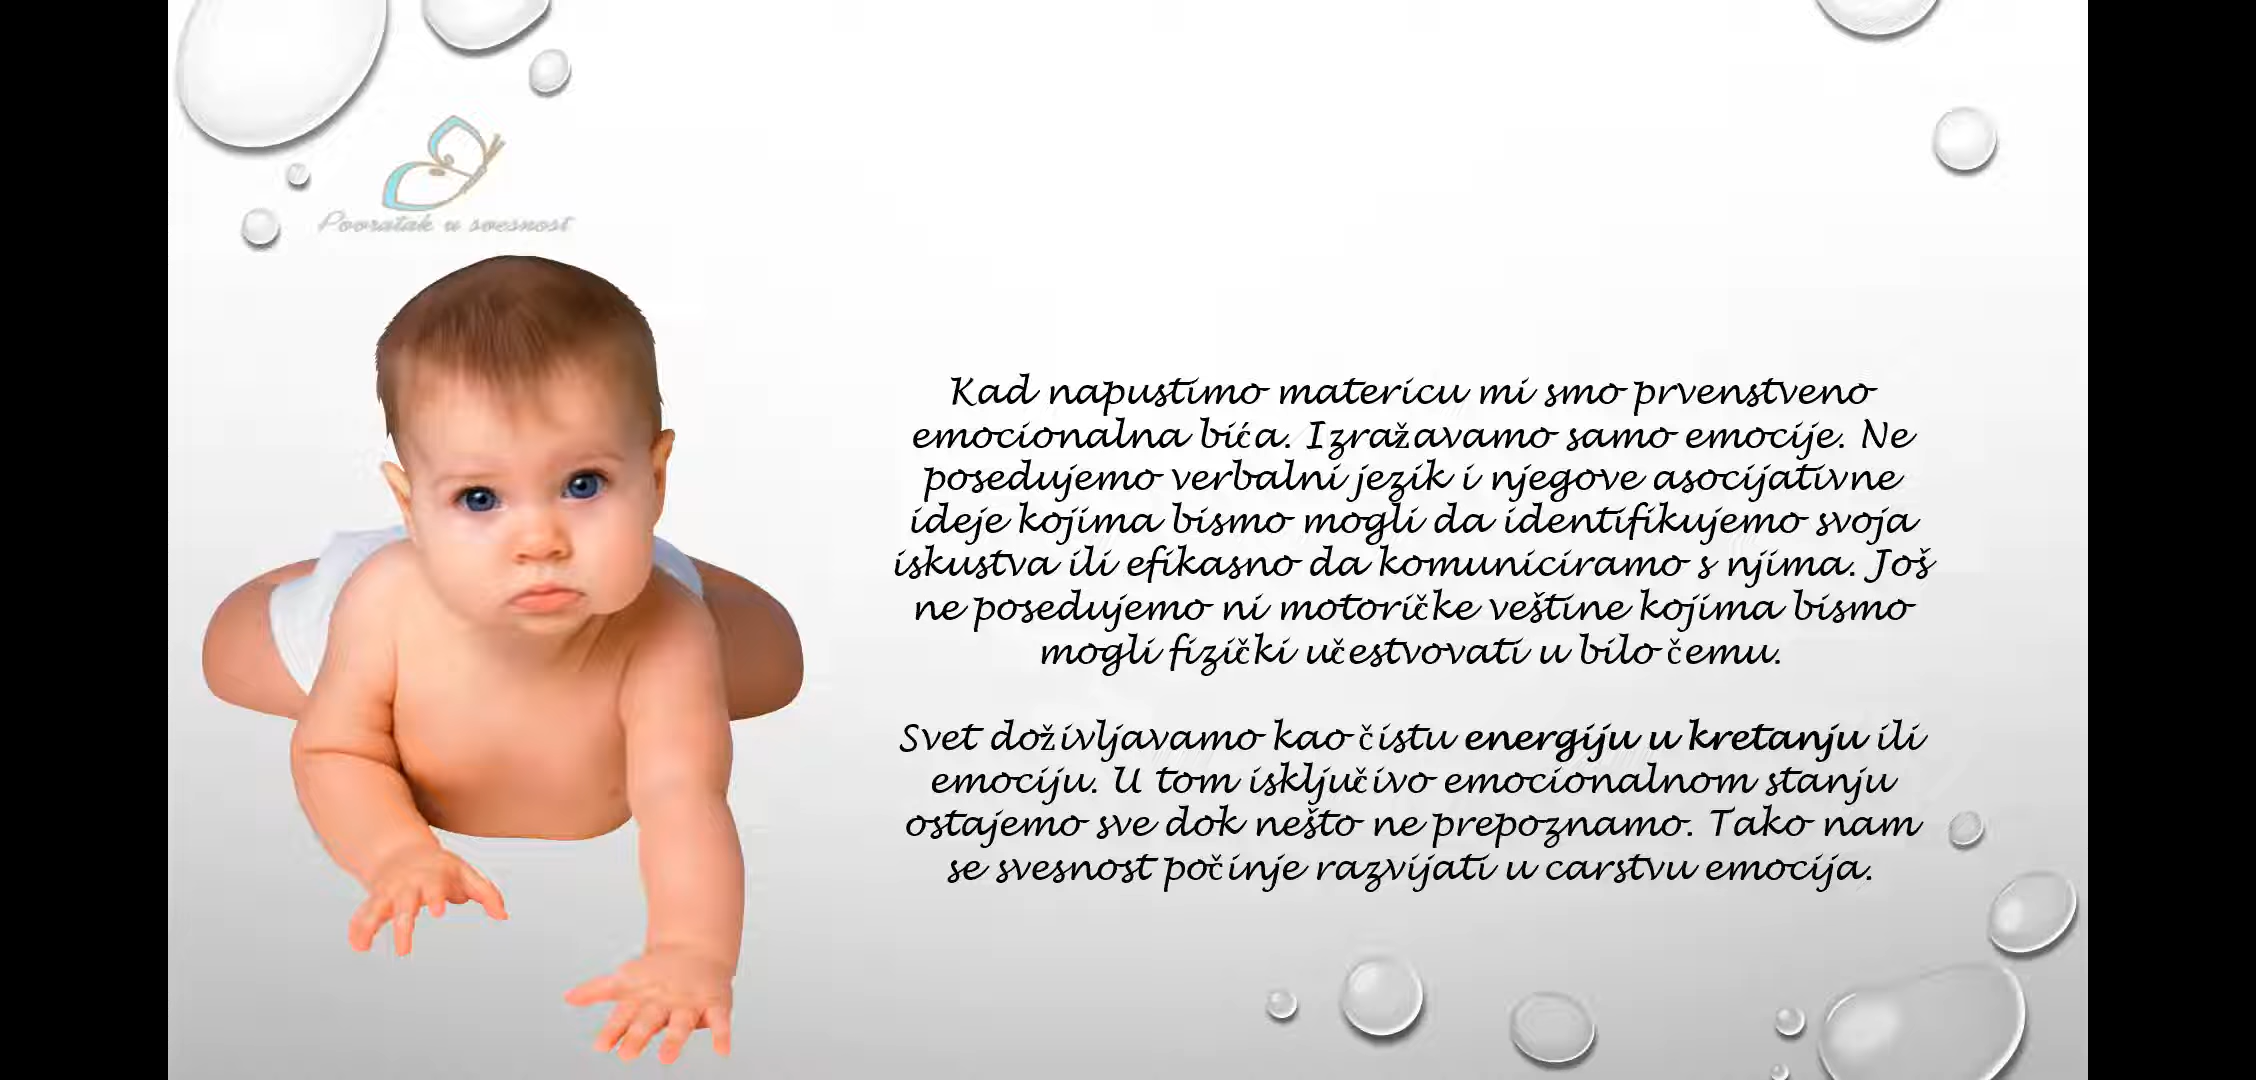 Povratak u svesnost
Kad napustimo matericu mi smo prvenstveno
emocionalna bića. Izražavamo samo emocije. Ne
posedujemo verbalni jezik i njegove asocijativne
ideje kojima bismo mogli da identifikujemo svoja
iskustva ili efikasno da komuniciramo s njima. Još
ne posedujemo ni motoričke veštine kojima bismo
mogli fizički učestvovati u bilo čemu.
Svet doživljavamo kao čistu energiju u kretanju ili
emociju. U tom isključivo emocionalnom stanju
ostajemo sve dok nešto ne prepoznamo. Tako nam
se svesnost počinje razvijati u carstvu emocija.